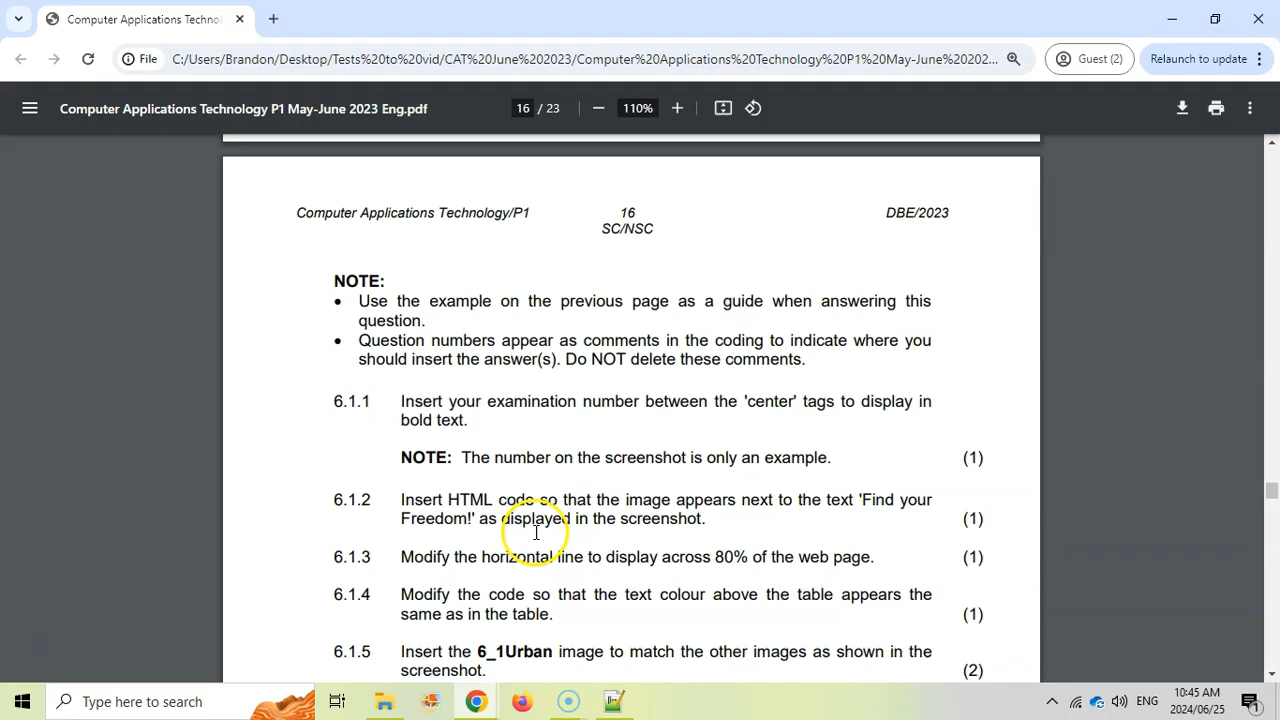 Computer Applications Technolo
File
C:/Users/Brandon/Desktop/Tests%20to%20vid/CAT%20June%202023/Computer%20Applications%20Technology%20P1%20May-June%20202...
Guest (2)
Relaunch to update
Computer Applications Technology P1 May-June 2023 Eng.pdf
16 / 23
110%
Computer Applications Technology/P1 16 DBE/2023
SC/NSC
NOTE:
• Use the example on the previous page as a guide when answering this
question.
• Question numbers appear as comments in the coding to indicate where you
should insert the answer(s). Do NOT delete these comments.
6.1.1 Insert your examination number between the 'center' tags to display in
bold text.
NOTE: The number on the screenshot is only an example. (1)
6.1.2 Insert HTML code so that the image appears next to the text 'Find your
Freedom!' as displayed in the screenshot. (1)
6.1.3 Modify the horizontal line to display across 80% of the web page. (1)
6.1.4 Modify the code so that the text colour above the table appears the
same as in the table. (1)
6.1.5 Insert the 6_1Urban image to match the other images as shown in the
screenshot. (2)
Type here to search
ENG
10:45 AM
2024/06/25
1